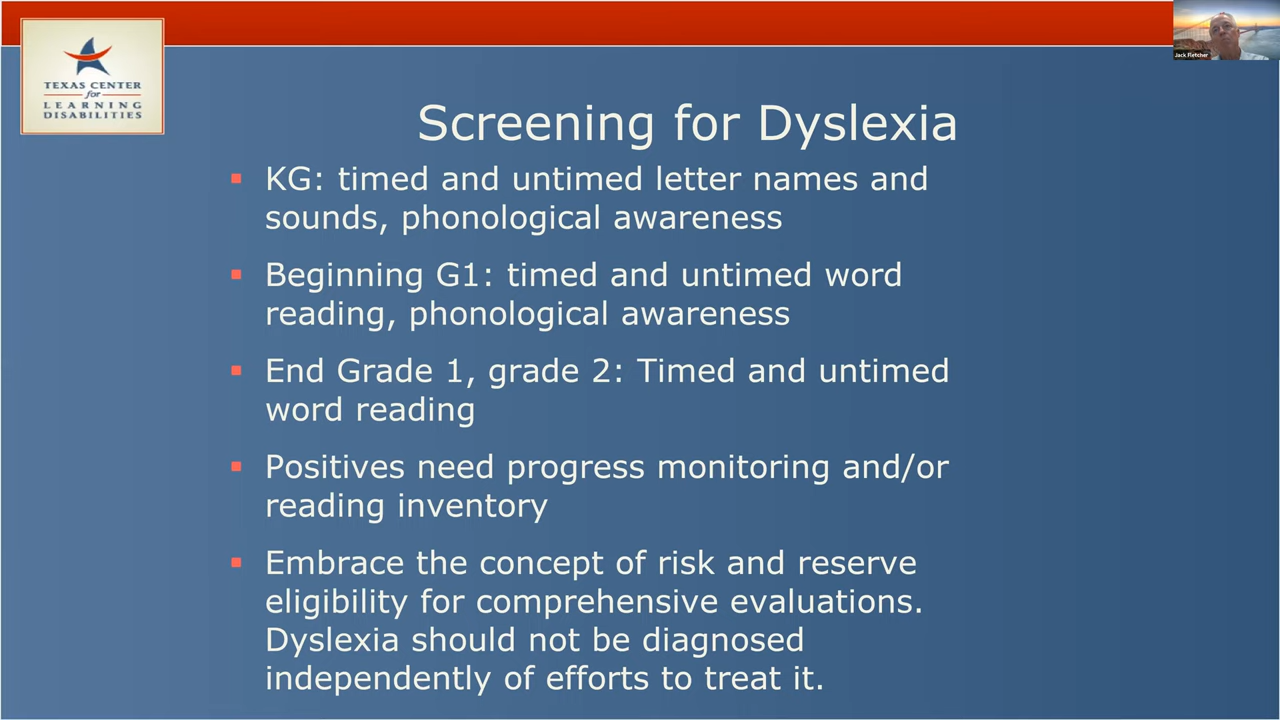 TEXAS CENTER
for
LEARNING
DISABILITIES
Jack Fletcher
Screening for Dyslexia
KG: timed and untimed letter names and
sounds, phonological awareness
Beginning G1: timed and untimed word
reading, phonological awareness
End Grade 1, grade 2: Timed and untimed
word reading
Positives need progress monitoring and/or
reading inventory
Embrace the concept of risk and reserve
eligibility for comprehensive evaluations.
Dyslexia should not be diagnosed
independently of efforts to treat it.